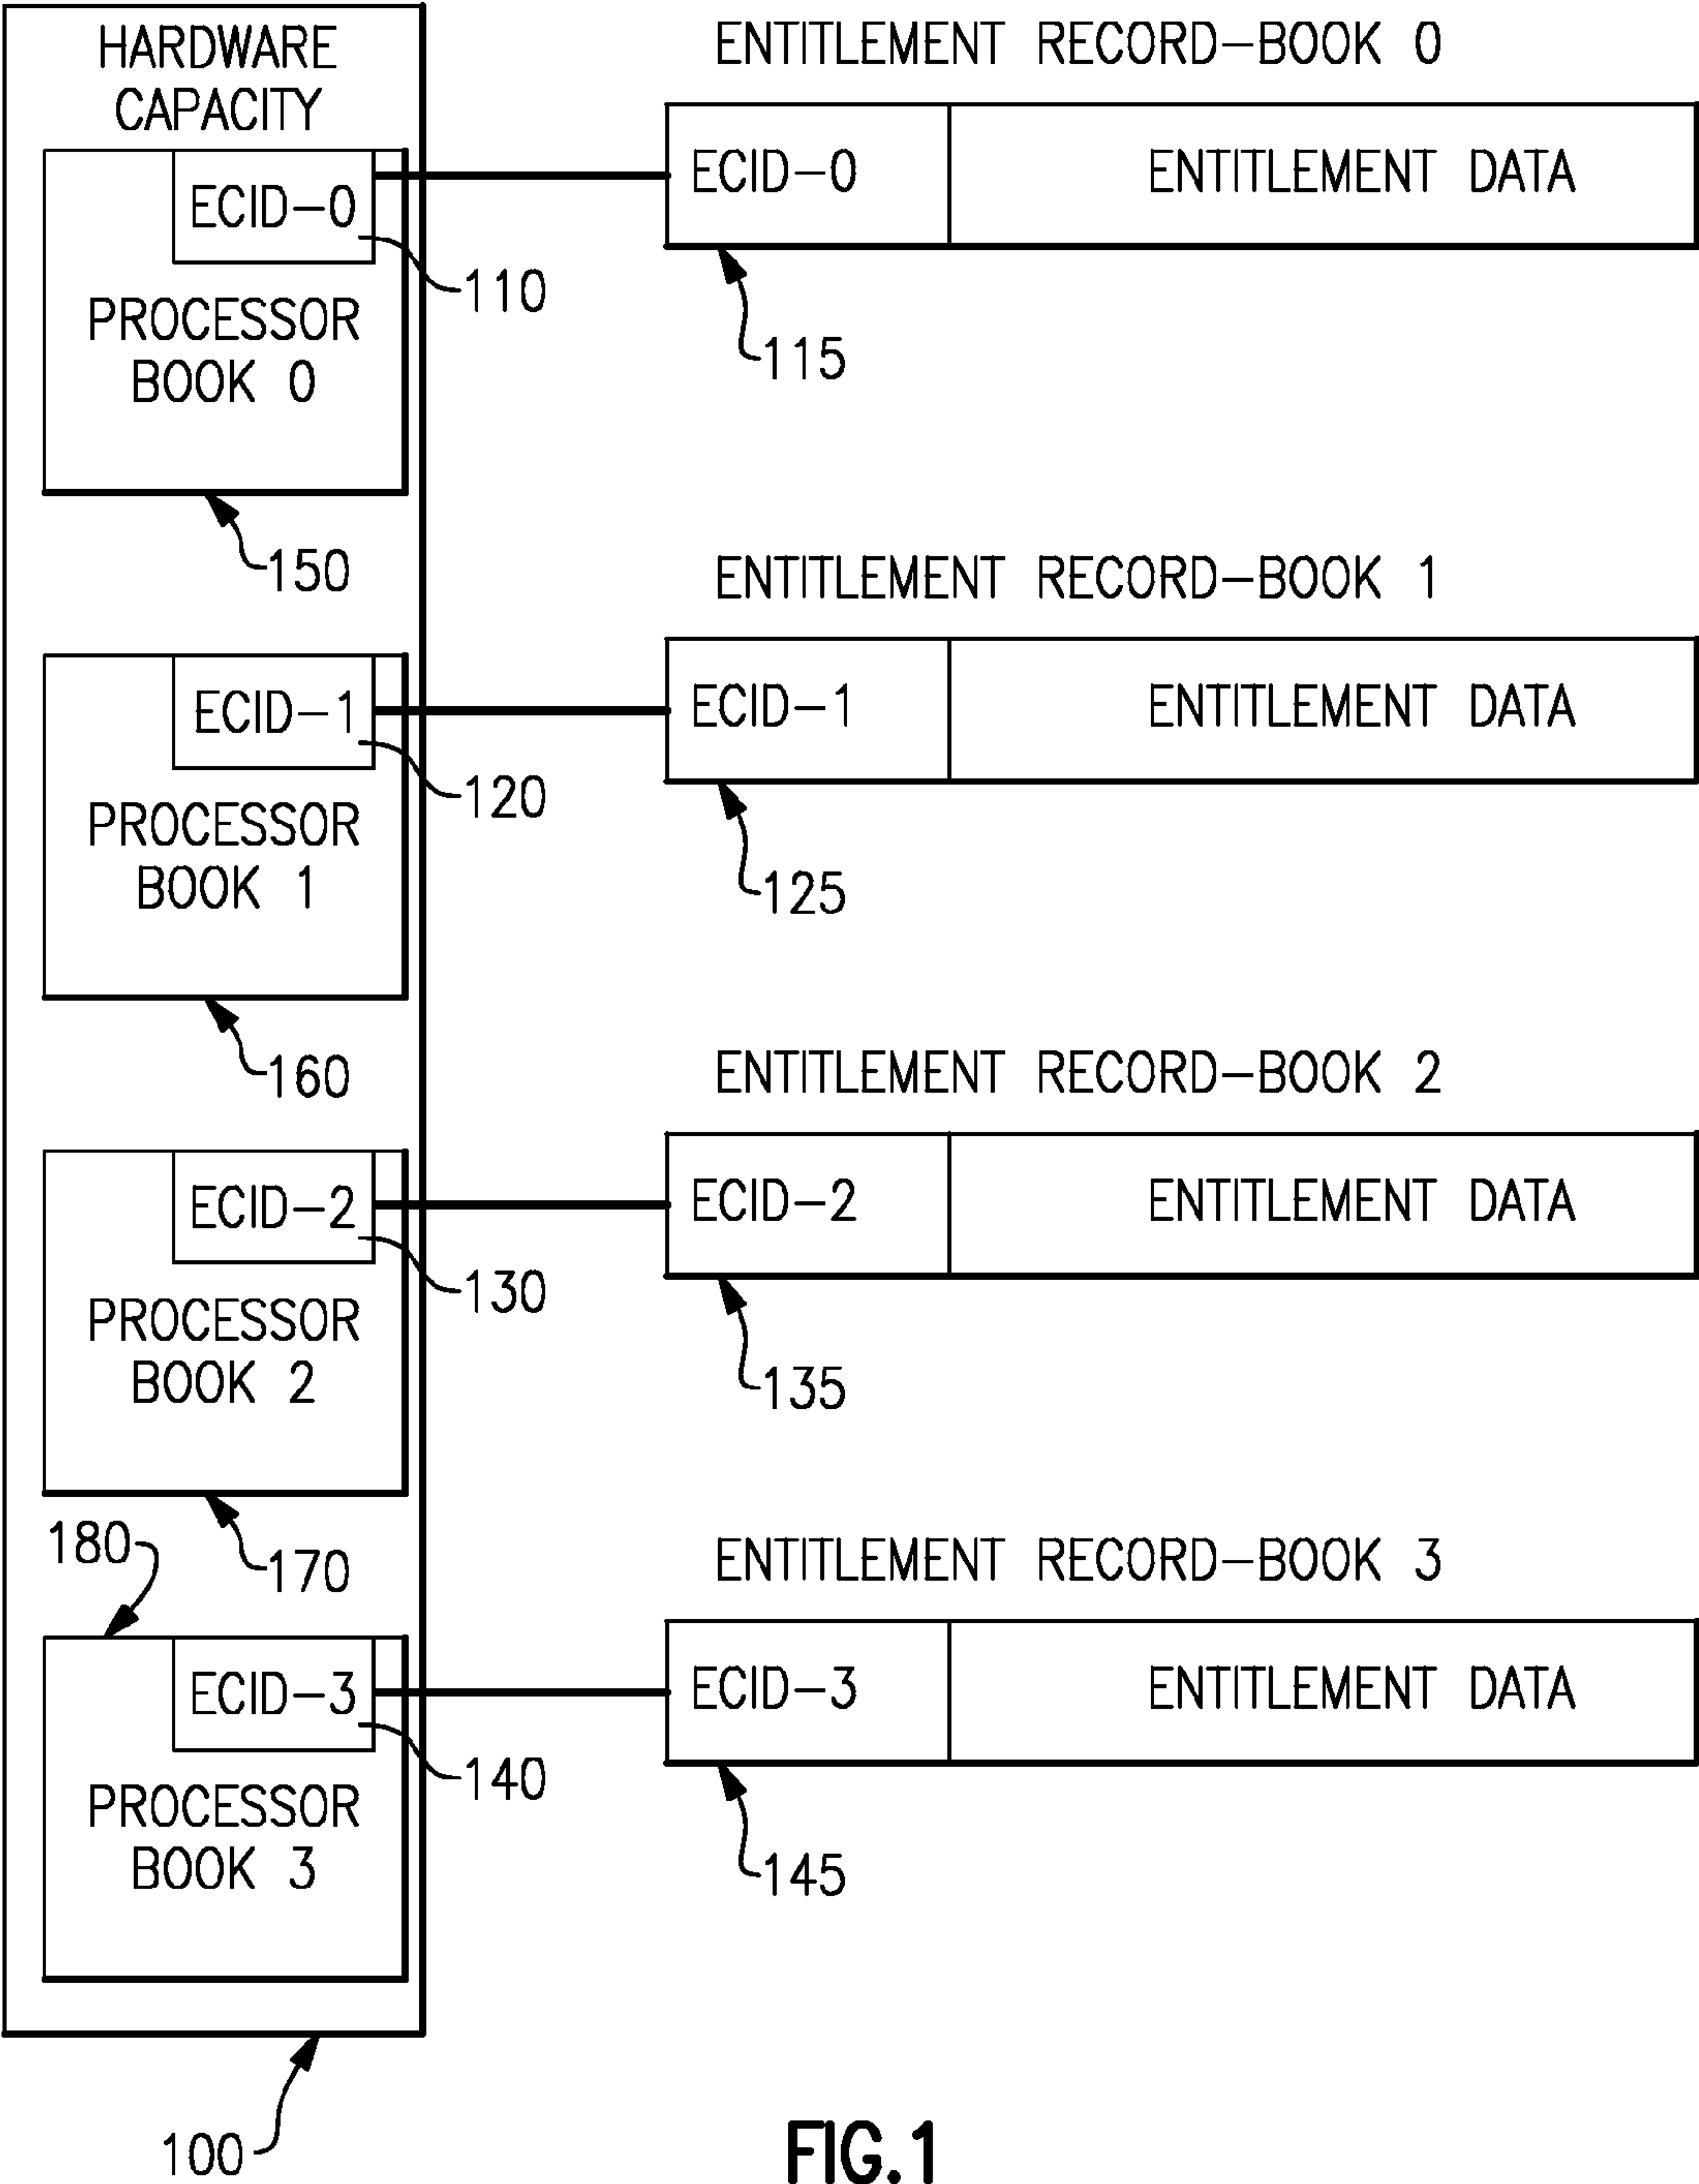 HARDWARE
CAPACITY
ECID-0
PROCESSOR
BOOK 0
110
150
ENTITLEMENT RECORD-BOOK 0
ECID-0 ENTITLEMENT DATA
115
ECID-1
PROCESSOR
BOOK 1
120
160
ENTITLEMENT RECORD-BOOK 1
ECID-1 ENTITLEMENT DATA
125
ECID-2
PROCESSOR
BOOK 2
130
170
ENTITLEMENT RECORD-BOOK 2
ECID-2 ENTITLEMENT DATA
135
180
ECID-3
PROCESSOR
BOOK 3
140
ENTITLEMENT RECORD-BOOK 3
ECID-3 ENTITLEMENT DATA
145
100
FIG.1